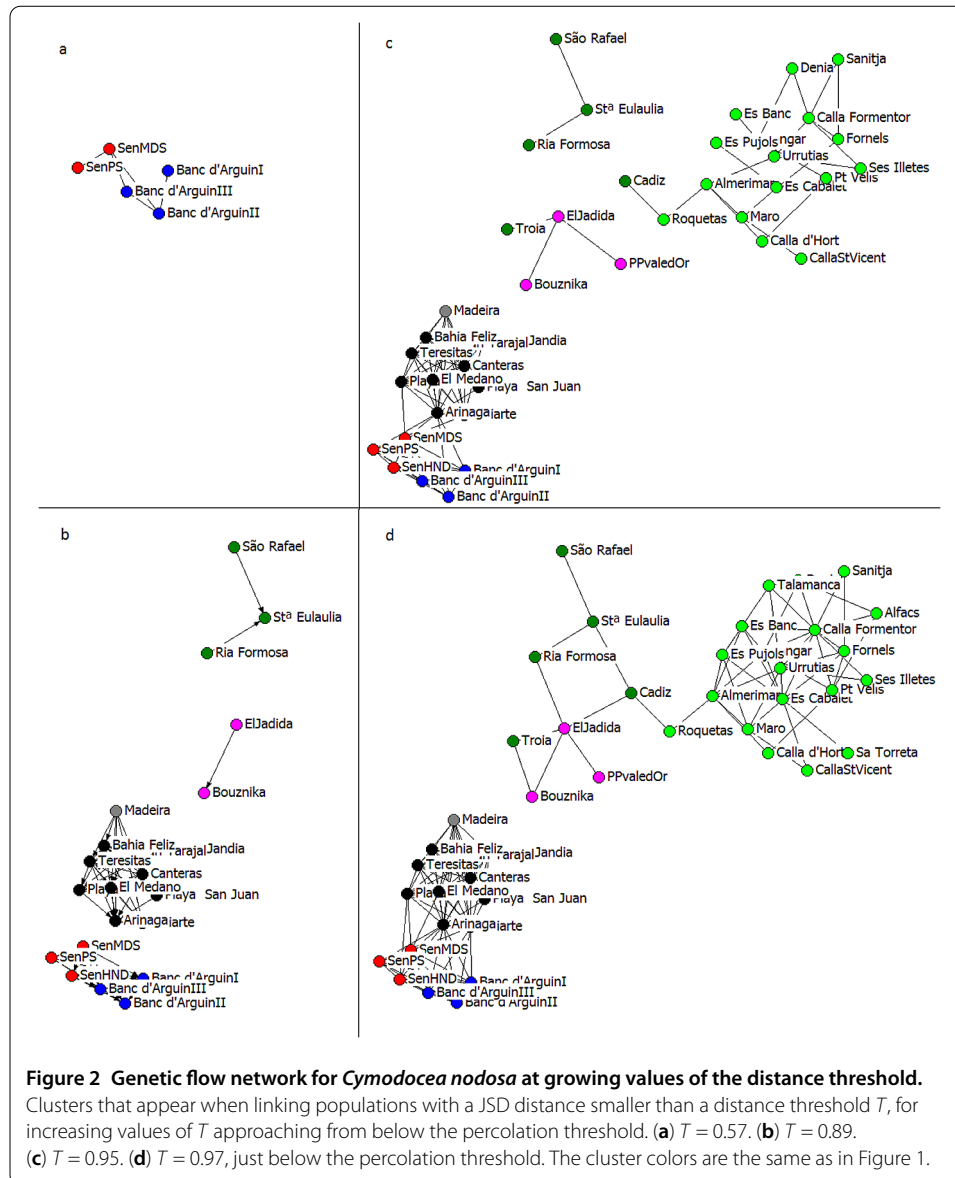 a
SenMDS
SenPS
Banc d'ArguinI
Banc d'ArguinIII
Banc d'ArguinII
c
São Rafael
Stª Eulaulia
Ria Formosa
Denia
Sanitja
Es Banc
Calla Formentor
Es Pujols
ngar
Fornels
Urrutias
Ses Illetes
Pt Velis
Cadiz
Almerimar
Es Cabalet
Roquetas
Maro
Calla d'Hort
CallaStVicent
ElJadida
Troia
PPvaledOr
Bouznika
Madeira
Bahia Feliz
arajal
Jandia
Teresitas
Canteras
El Medano
Playa San Juan
Arinaga
iarte
SenMDS
SenPS
SenHND
Banc d'ArguinI
Banc d'ArguinIII
Banc d'ArguinII
b
São Rafael
Stª Eulaulia
Ria Formosa
ElJadida
Bouznika
Madeira
Bahia Feliz
arajal
Jandia
Teresitas
Canteras
El Medano
San Juan
Arinaga
iarte
SenMDS
SenPS
SenHND
Banc d'ArguinI
Banc d'ArguinIII
Banc d'ArguinII
d
São Rafael
Stª Eulaulia
Ria Formosa
Talamanca
Sanitja
Alfacs
Es Banc
Calla Formentor
Es Pujols
ngar
Fornels
Urrutias
Ses Illetes
Pt Velis
Cadiz
Almerimar
Es Cabalet
Roquetas
Maro
Calla d'Hort
Sa Torreta
CallaStVicent
ElJadida
Troia
PPvaledOr
Bouznika
Madeira
Bahia Feliz
arajal
Jandia
Teresitas
Canteras
El Medano
San Juan
Arinaga
iarte
SenMDS
SenPS
SenHND
Banc d'ArguinI
Banc d'ArguinIII
Banc d'ArguinII
Figure 2 Genetic flow network for Cymodocea nodosa at growing values of the distance threshold.
Clusters that appear when linking populations with a JSD distance smaller than a distance threshold T, for
increasing values of T approaching from below the percolation threshold. (a) T = 0.57. (b) T = 0.89.
(c) T = 0.95. (d) T = 0.97, just below the percolation threshold. The cluster colors are the same as in Figure 1.